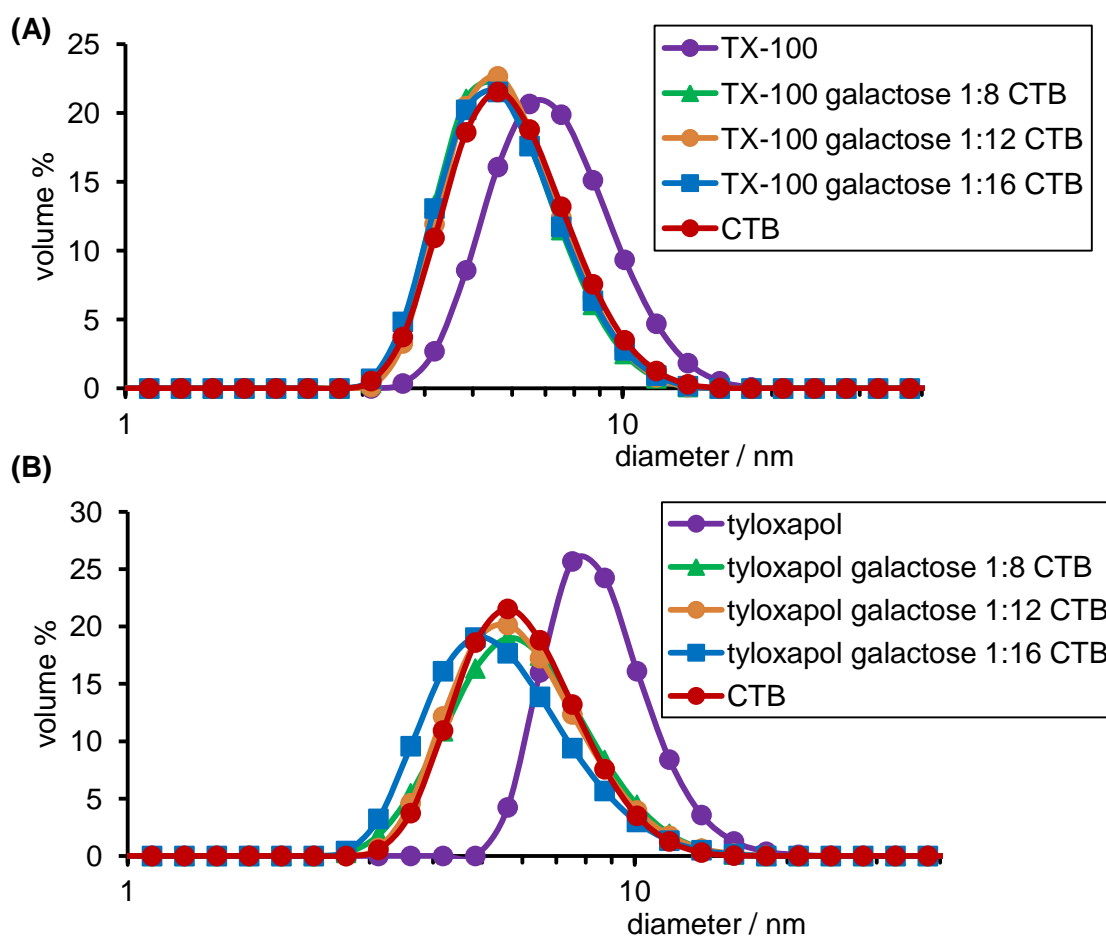 (A)
25
20
15
10
5
0
volume %
TX-100
TX-100 galactose 1:8 CTB
TX-100 galactose 1:12 CTB
TX-100 galactose 1:16 CTB
CTB
1
10
diameter / nm
(B)
30
25
20
15
10
5
0
volume %
tyloxapol
tyloxapol galactose 1:8 CTB
tyloxapol galactose 1:12 CTB
tyloxapol galactose 1:16 CTB
CTB
1
10
diameter / nm